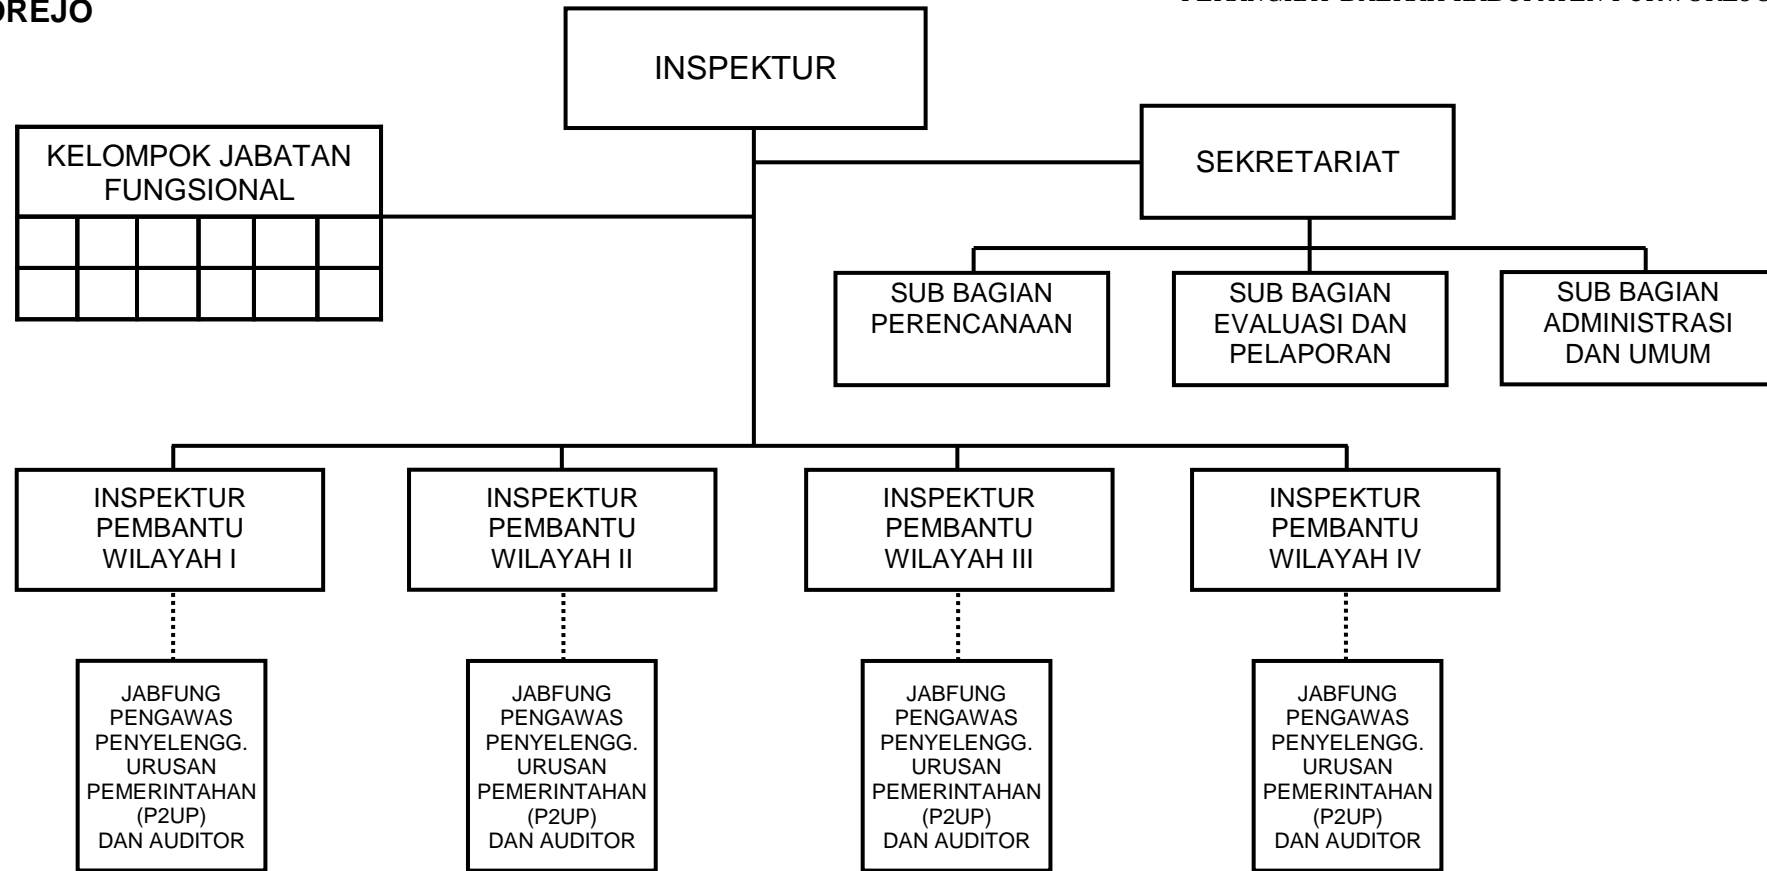 INSPEKTUR
SEKRETARIAT
KELOMPOK JABATAN
FUNGSIONAL
SUB BAGIAN
PERENCANAAN
SUB BAGIAN
EVALUASI DAN
PELAPORAN
SUB BAGIAN
ADMINISTRASI
DAN UMUM
INSPEKTUR
PEMBANTU
WILAYAH I
INSPEKTUR
PEMBANTU
WILAYAH II
INSPEKTUR
PEMBANTU
WILAYAH III
INSPEKTUR
PEMBANTU
WILAYAH IV
JABFUNG
PENGAWAS
PENYELENGG.
URUSAN
PEMERINTAHAN
(P2UP)
DAN AUDITOR
JABFUNG
PENGAWAS
PENYELENGG.
URUSAN
PEMERINTAHAN
(P2UP)
DAN AUDITOR
JABFUNG
PENGAWAS
PENYELENGG.
URUSAN
PEMERINTAHAN
(P2UP)
DAN AUDITOR
JABFUNG
PENGAWAS
PENYELENGG.
URUSAN
PEMERINTAHAN
(P2UP)
DAN AUDITOR